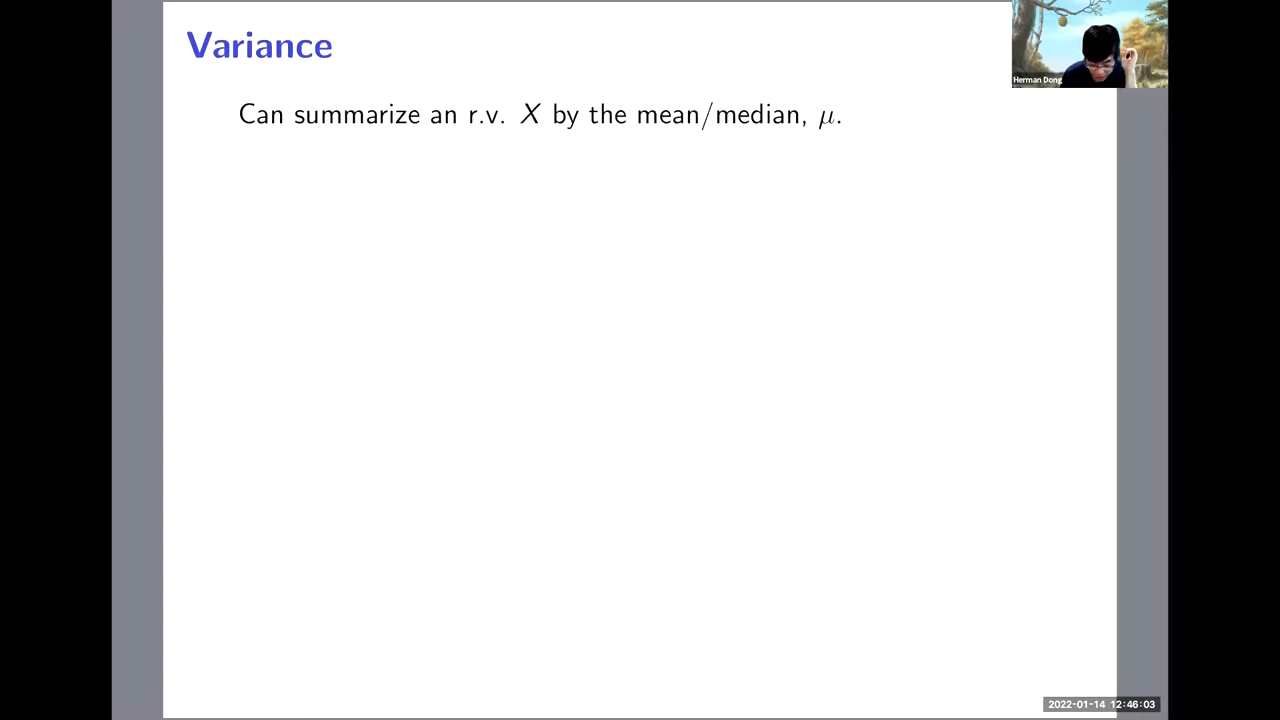 Variance
Herman Dong
Can summarize an r.v. X by the mean/median, μ.
2022-01-14 12:46:03